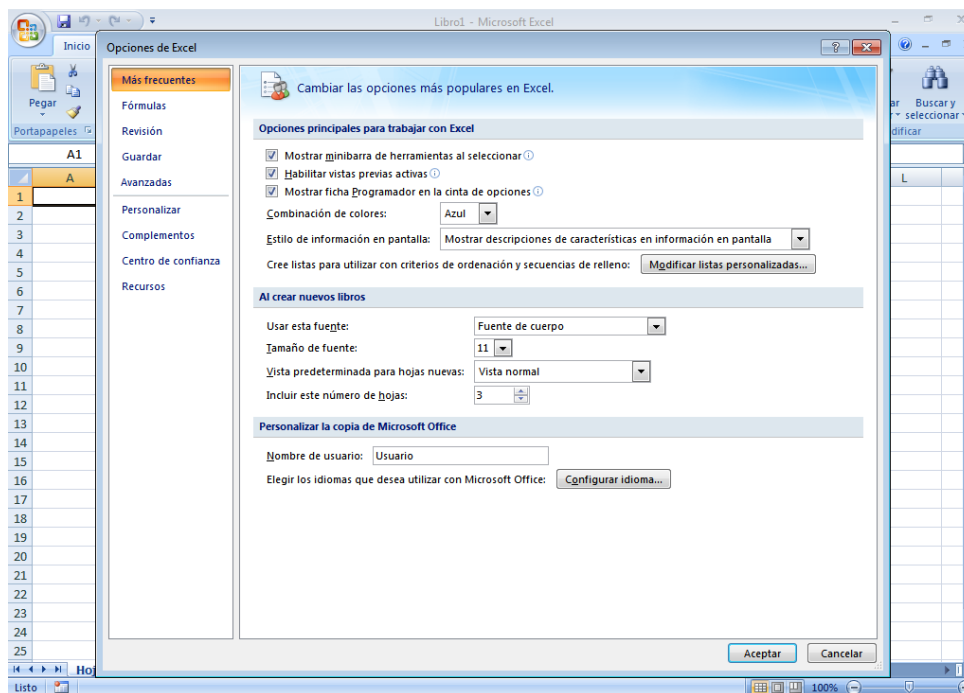 Libro1 - Microsoft Excel
Inicio
Opciones de Excel
Pegar
Portapapeles
Buscar y
seleccionar
A1
A
L
1
2
3
4
5
6
7
8
9
10
11
12
13
14
15
16
17
18
19
20
21
22
23
24
25
Más frecuentes
Fórmulas
Revisión
Guardar
Avanzadas
Personalizar
Complementos
Centro de confianza
Recursos
Cambiar las opciones más populares en Excel.
Opciones principales para trabajar con Excel
Mostrar minibarra de herramientas al seleccionar
Habilitar vistas previas activas
Mostrar ficha Programador en la cinta de opciones
Combinación de colores: Azul
Estilo de información en pantalla: Mostrar descripciones de características en información en pantalla
Cree listas para utilizar con criterios de ordenación y secuencias de relleno: Modificar listas personalizadas...
Al crear nuevos libros
Usar esta fuente: Fuente de cuerpo
Tamaño de fuente: 11
Vista predeterminada para hojas nuevas: Vista normal
Incluir este número de hojas: 3
Personalizar la copia de Microsoft Office
Nombre de usuario: Usuario
Elegir los idiomas que desea utilizar con Microsoft Office: Configurar idioma...
Aceptar Cancelar
Hoj
Listo
100%